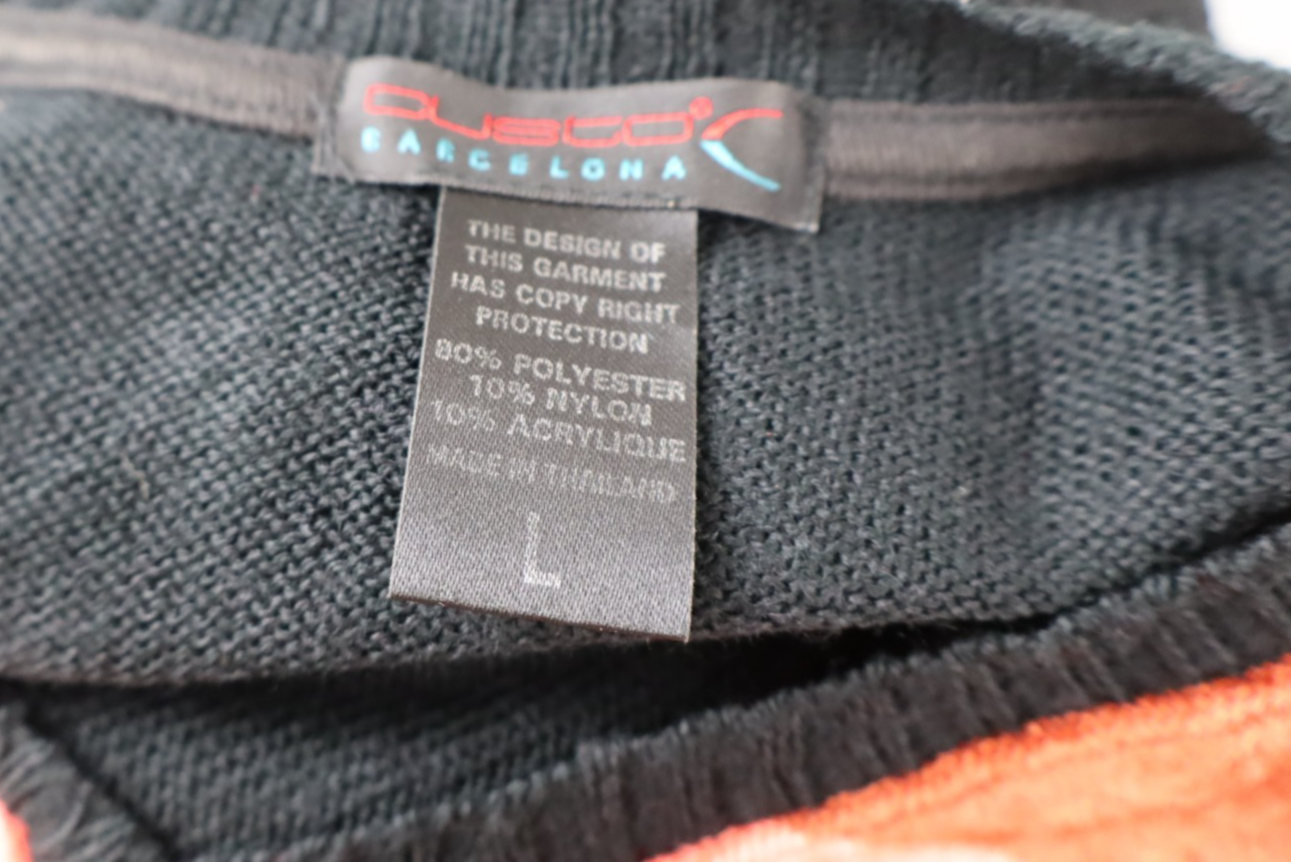 custo®
BARCELONA
THE DESIGN OF
THIS GARMENT
HAS COPY RIGHT
PROTECTION
80% POLYESTER
10% NYLON
10% ACRYLIQUE
MADE IN THAILAND
L